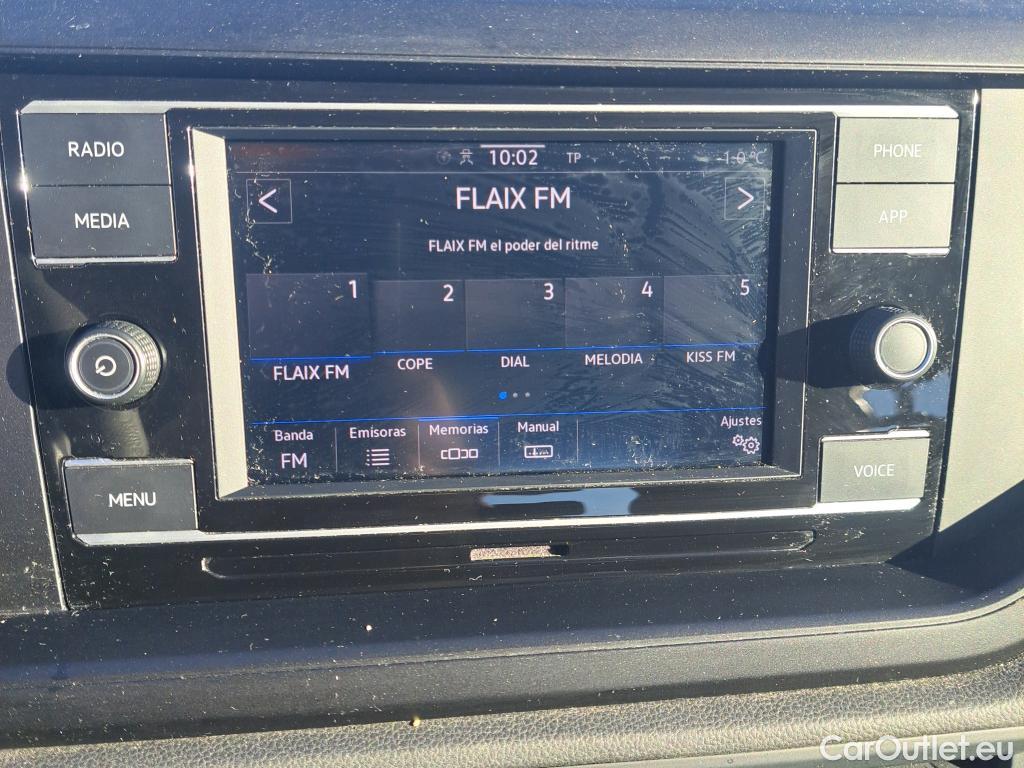 RADIO
MEDIA
MENU
10:02 TP -1.0 °C
< FLAIX FM >
FLAIX FM el poder del ritme
1 2 3 4 5
FLAIX FM COPE DIAL MELODIA KISS FM
Banda Emisoras Memorias Manual Ajustes
FM
PHONE
APP
VOICE
CarOutlet.eu